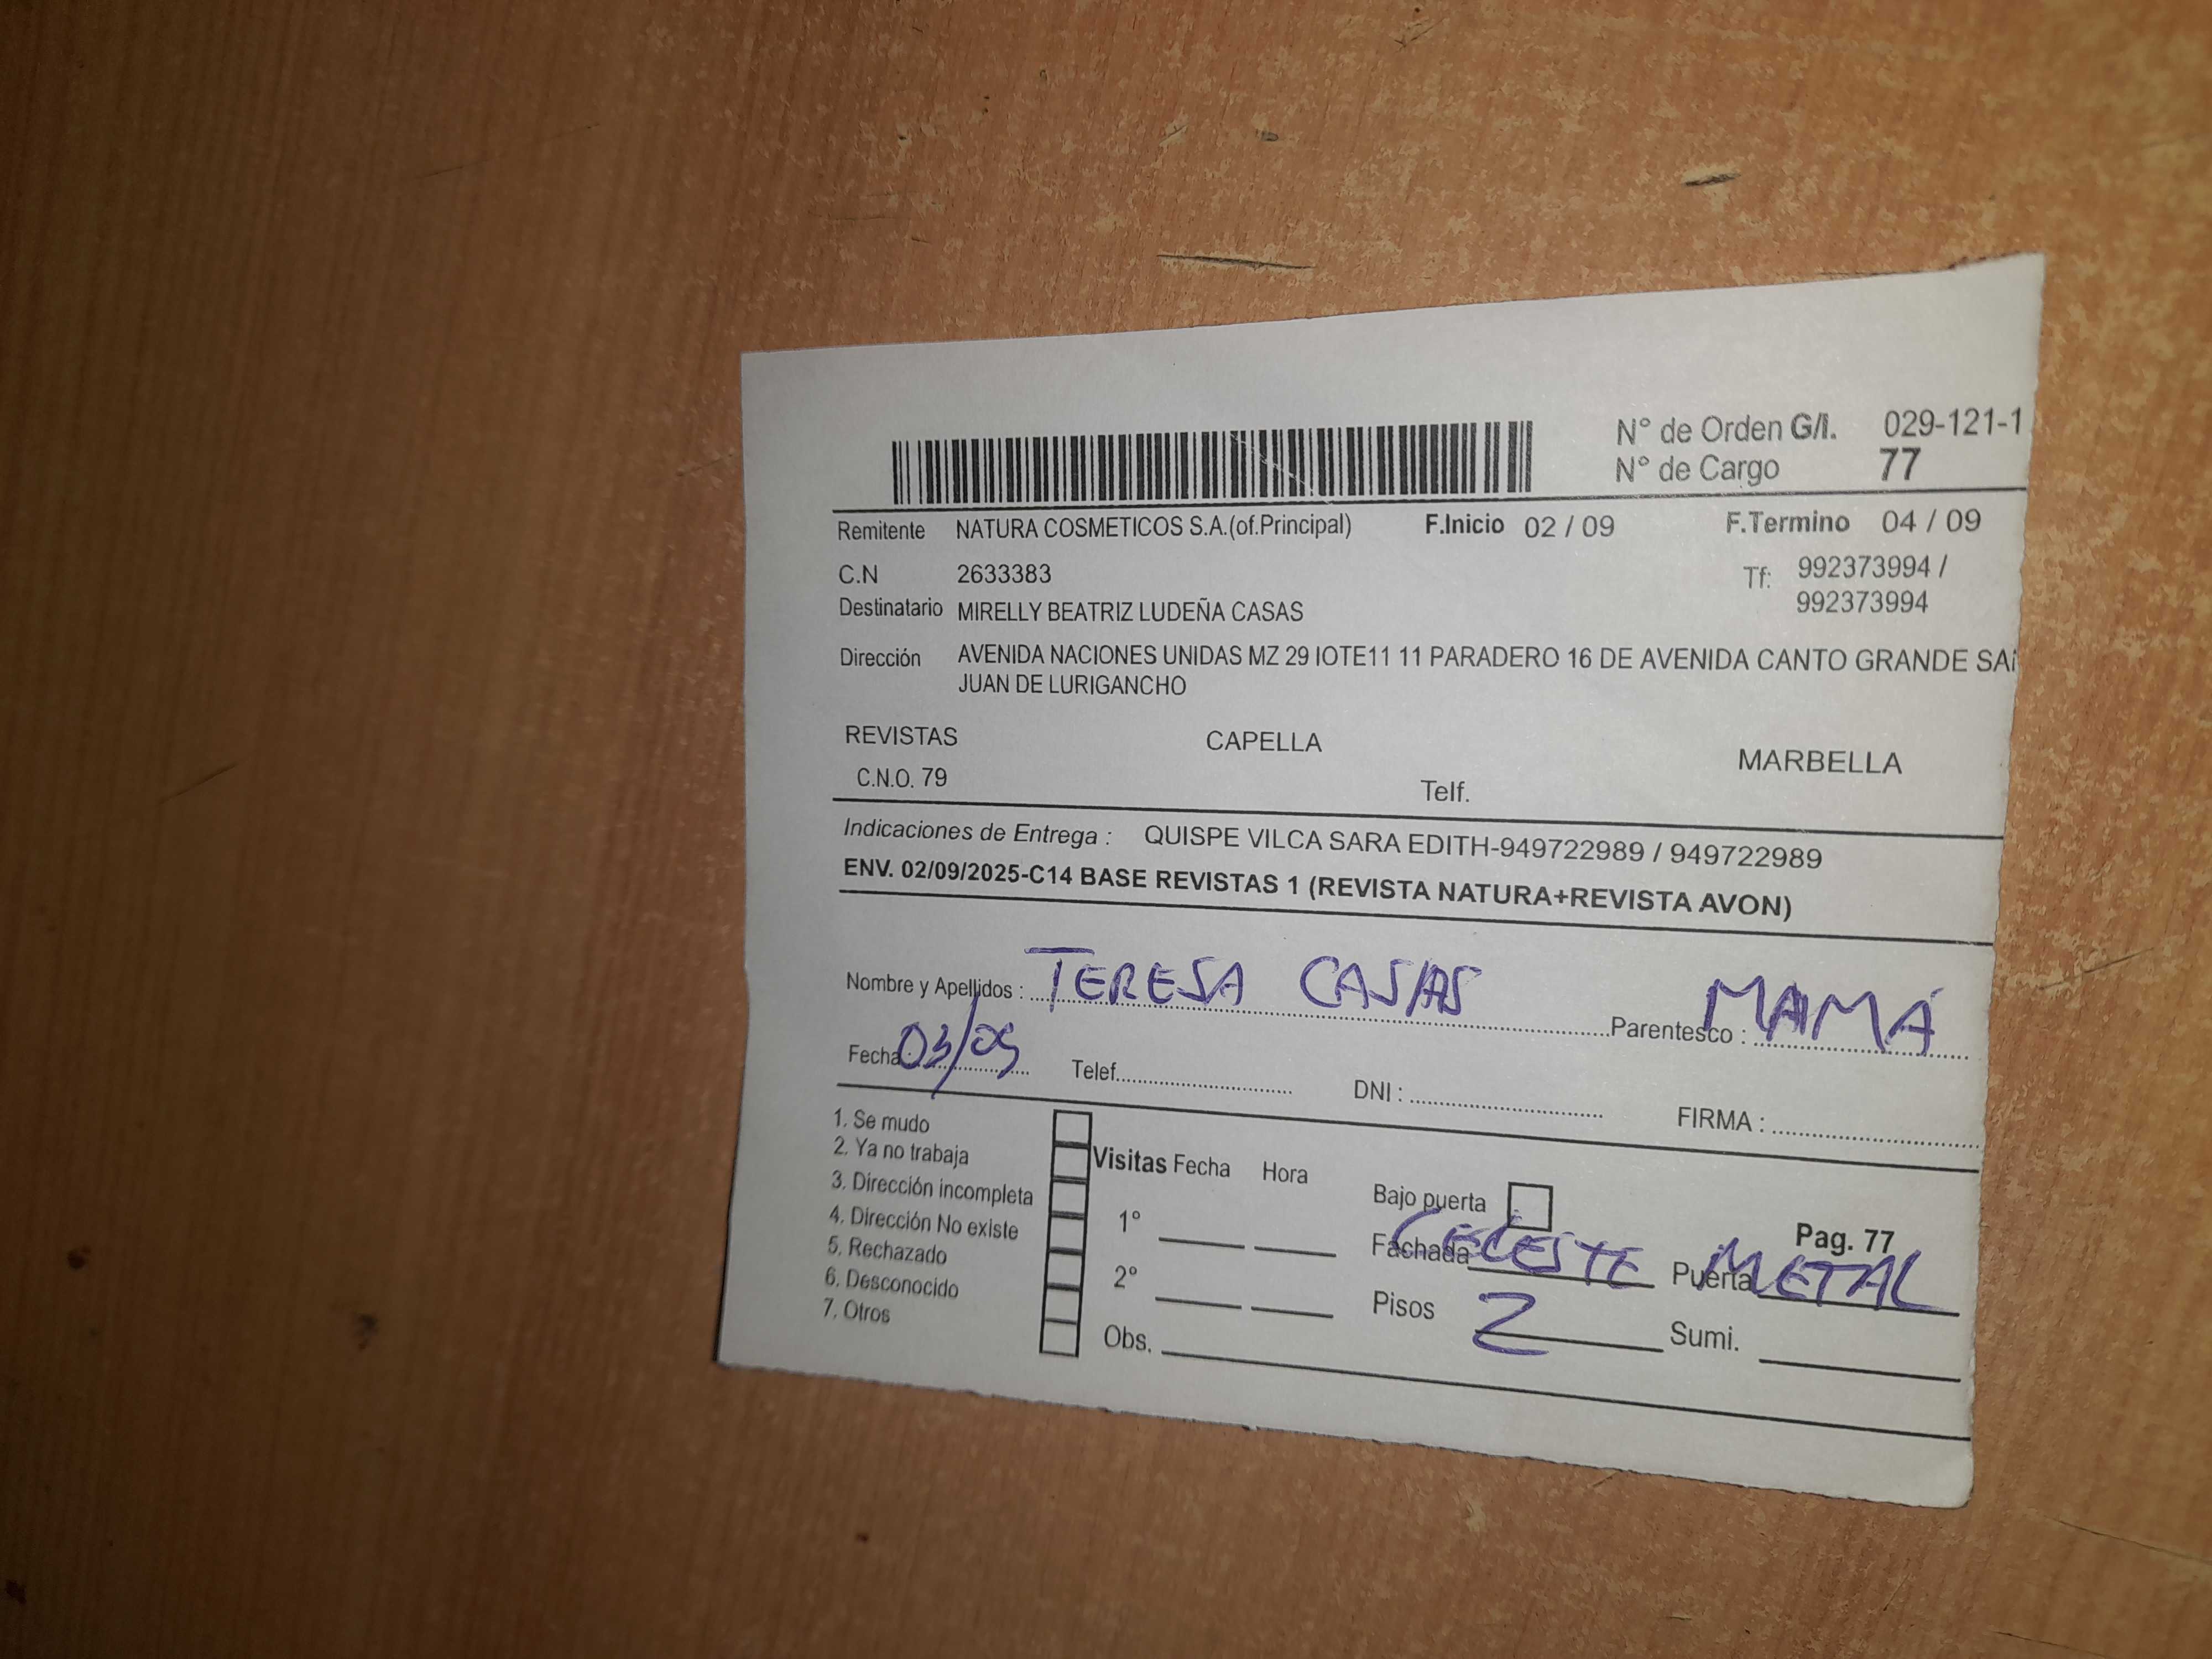 N° de Orden G/I. 029-121-1
N° de Cargo 77
Remitente NATURA COSMETICOS S.A.(of.Principal) F.Inicio 02 / 09 F.Termino 04 / 09
C.N 2633383 Tf: 992373994 /
992373994
Destinatario MIRELLY BEATRIZ LUDEÑA CASAS
Dirección AVENIDA NACIONES UNIDAS MZ 29 lOTE11 11 PARADERO 16 DE AVENIDA CANTO GRANDE
JUAN DE LURIGANCHO
REVISTAS CAPELLA MARBELLA
C.N.O. 79 Telf.
Indicaciones de Entrega : QUISPE VILCA SARA EDITH-949722989 / 949722989
ENV. 02/09/2025-C14 BASE REVISTAS 1 (REVISTA NATURA+REVISTA AVON)
Nombre y Apellidos : TERESA CASAS Parentesco : MAMÁ
Fecha : 03/09 Telef. DNI : FIRMA :
1. Se mudo
2. Ya no trabaja
3. Dirección incompleta
4. Dirección No existe
5. Rechazado
6. Desconocido
7. Otros
Visitas Fecha Hora
1°
2°
Obs.
Bajo puerta
Pag. 77
Fachada CELESTE Puerta METAL
Pisos 2 Sumi.